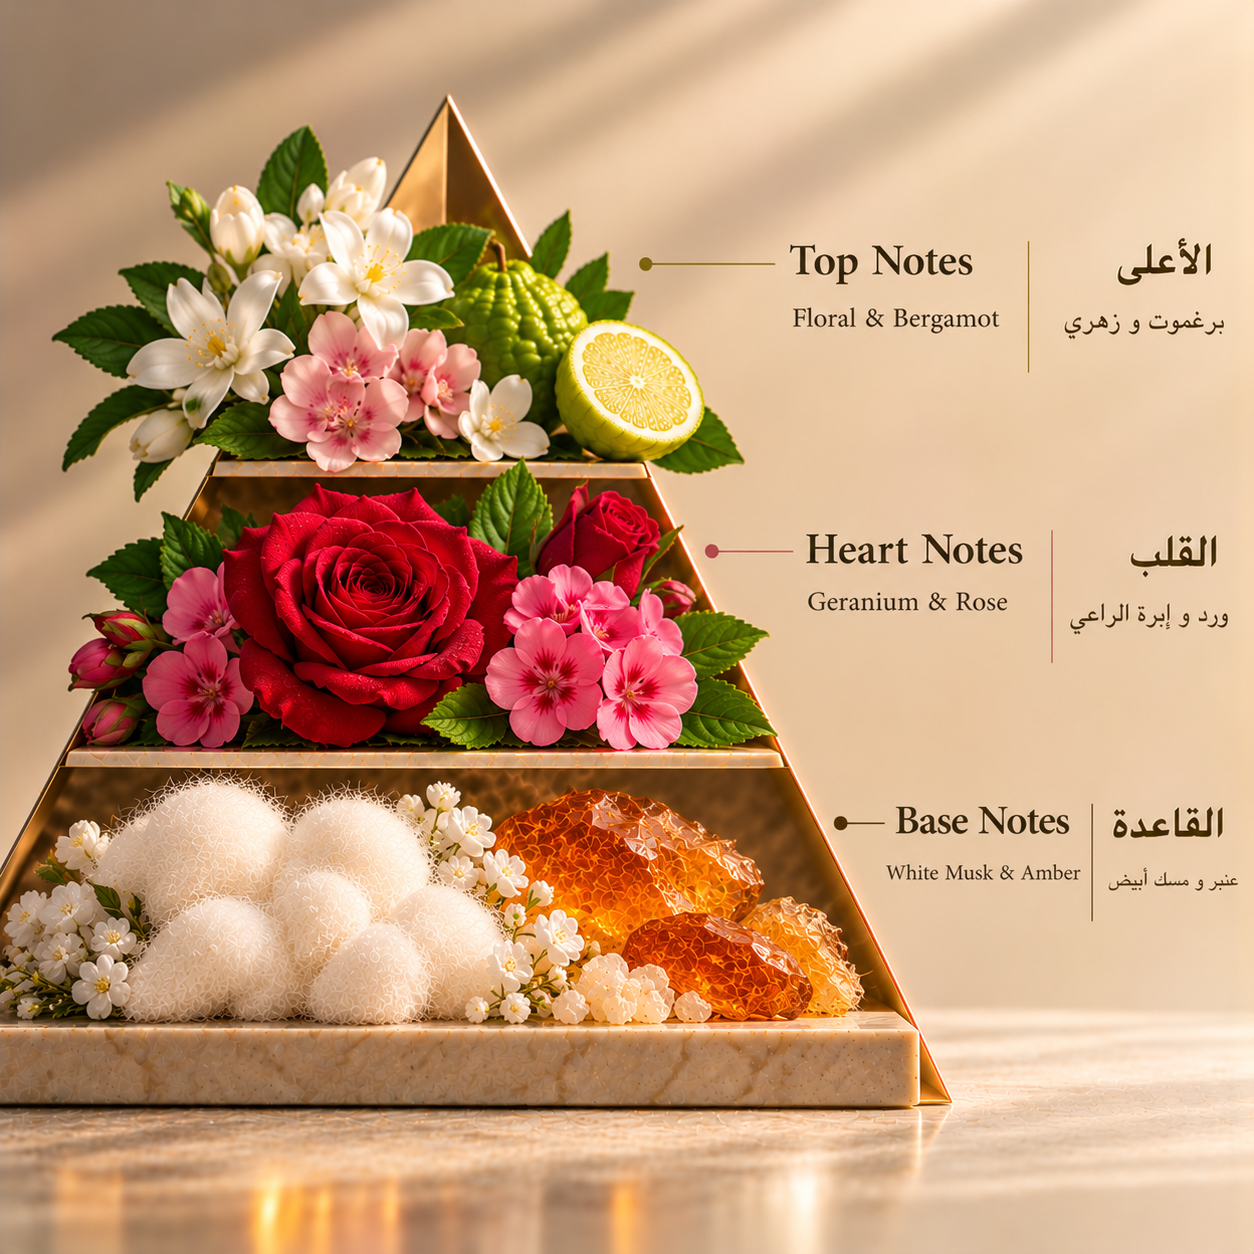 Top Notes
Floral & Bergamot
الأعلى
برغموت و زهري
Heart Notes
Geranium & Rose
القلب
ورد و إبرة الراعي
Base Notes
White Musk & Amber
القاعدة
عنبر و مسك أبيض